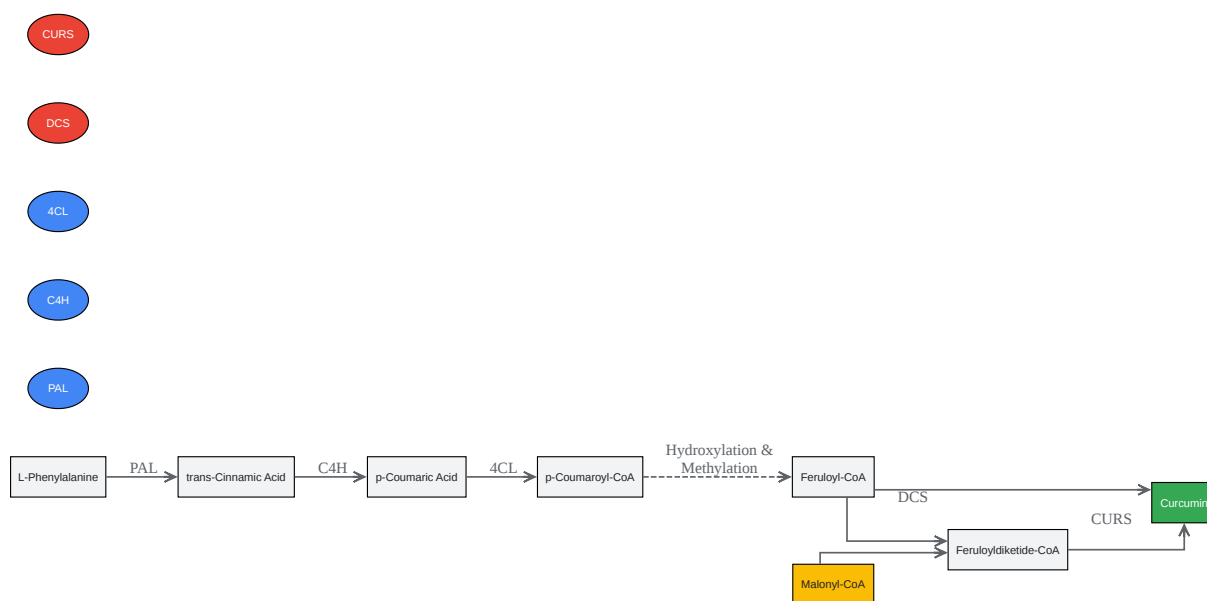 CURS
DCS
4CL
C4H
PAL
L-Phenylalanine
PAL
trans-Cinnamic Acid
C4H
p-Coumaric Acid
4CL
p-Coumaroyl-CoA
Hydroxylation &
Methylation
Feruloyl-CoA
DCS
Curcumin
CURS
Feruloyldiketide-CoA
Malonyl-CoA